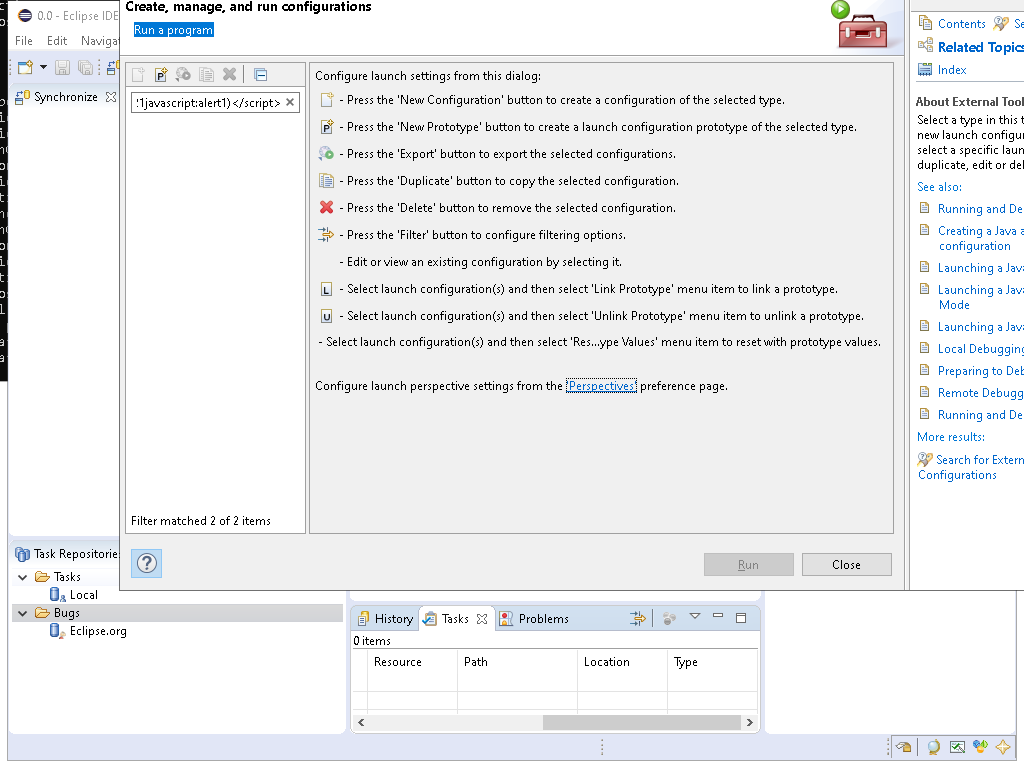 Create, manage, and run configurations
0.0 - Eclipse IDE
Run a program
File Edit Navigat
Contents Se
Related Topics
Index
Synchronize
Configure launch settings from this dialog:
'1javascript:alert1)</script>
- Press the 'New Configuration' button to create a configuration of the selected type.
- Press the 'New Prototype' button to create a launch configuration prototype of the selected type.
- Press the 'Export' button to export the selected configurations.
- Press the 'Duplicate' button to copy the selected configuration.
- Press the 'Delete' button to remove the selected configuration.
- Press the 'Filter' button to configure filtering options.
- Edit or view an existing configuration by selecting it.
L - Select launch configuration(s) and then select 'Link Prototype' menu item to link a prototype.
U - Select launch configuration(s) and then select 'Unlink Prototype' menu item to unlink a prototype.
- Select launch configuration(s) and then select 'Res...ype Values' menu item to reset with prototype values.
Configure launch perspective settings from the 'Perspectives' preference page.
Filter matched 2 of 2 items
Run
Close
About External Tool
Select a type in this t
new launch configu
select a specific laun
duplicate, edit or del
See also:
Running and De
Creating a Java a
configuration
Launching a Java
Launching a Java
Mode
Launching a Java
Local Debugging
Preparing to Deb
Remote Debugg
Running and De
More results:
Search for Extern
Configurations
Task Repositorie
Tasks
Local
Bugs
Eclipse.org
History Tasks Problems
0 items
Resource Path Location Type